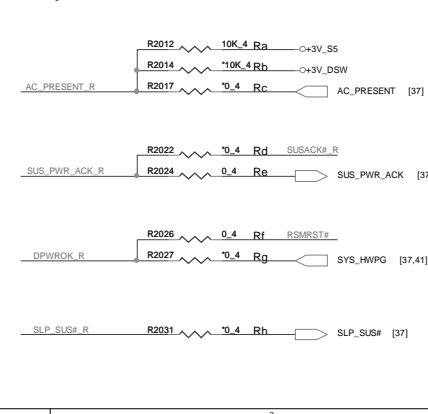 R2012 10K_4 Ra +3V_S5
R2014 *10K_4 Rb +3V_DSW
AC_PRESENT_R R2017 *0_4 Rc AC_PRESENT [37]
R2022 *0_4 Rd SUSACK#_R
SUS_PWR_ACK_R R2024 0_4 Re SUS_PWR_ACK [37
R2026 0_4 Rf RSMRST#
DPWROK_R R2027 *0_4 Rg SYS_HWPG [37,41]
SLP_SUS#_R R2031 *0_4 Rh SLP_SUS# [37]